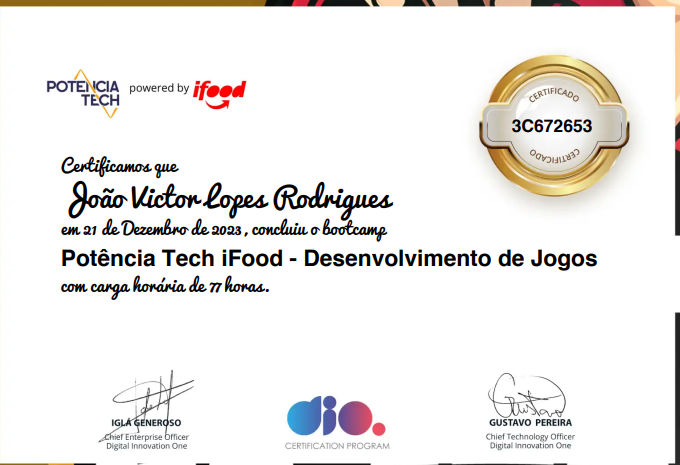 POTÊNCIA
TECH
powered by ifood
CERTIFICADO
3C672653
CERTIFICADO
Certificamos que
João Victor Lopes Rodrigues
em 21 de Dezembro de 2023, concluiu o bootcamp
Potência Tech iFood - Desenvolvimento de Jogos
com carga horária de 77 horas.
IGLÁ GENEROSO
Chief Enterprise Officer
Digital Innovation One
dio.
CERTIFICATION PROGRAM
GUSTAVO PEREIRA
Chief Technology Officer
Digital Innovation One